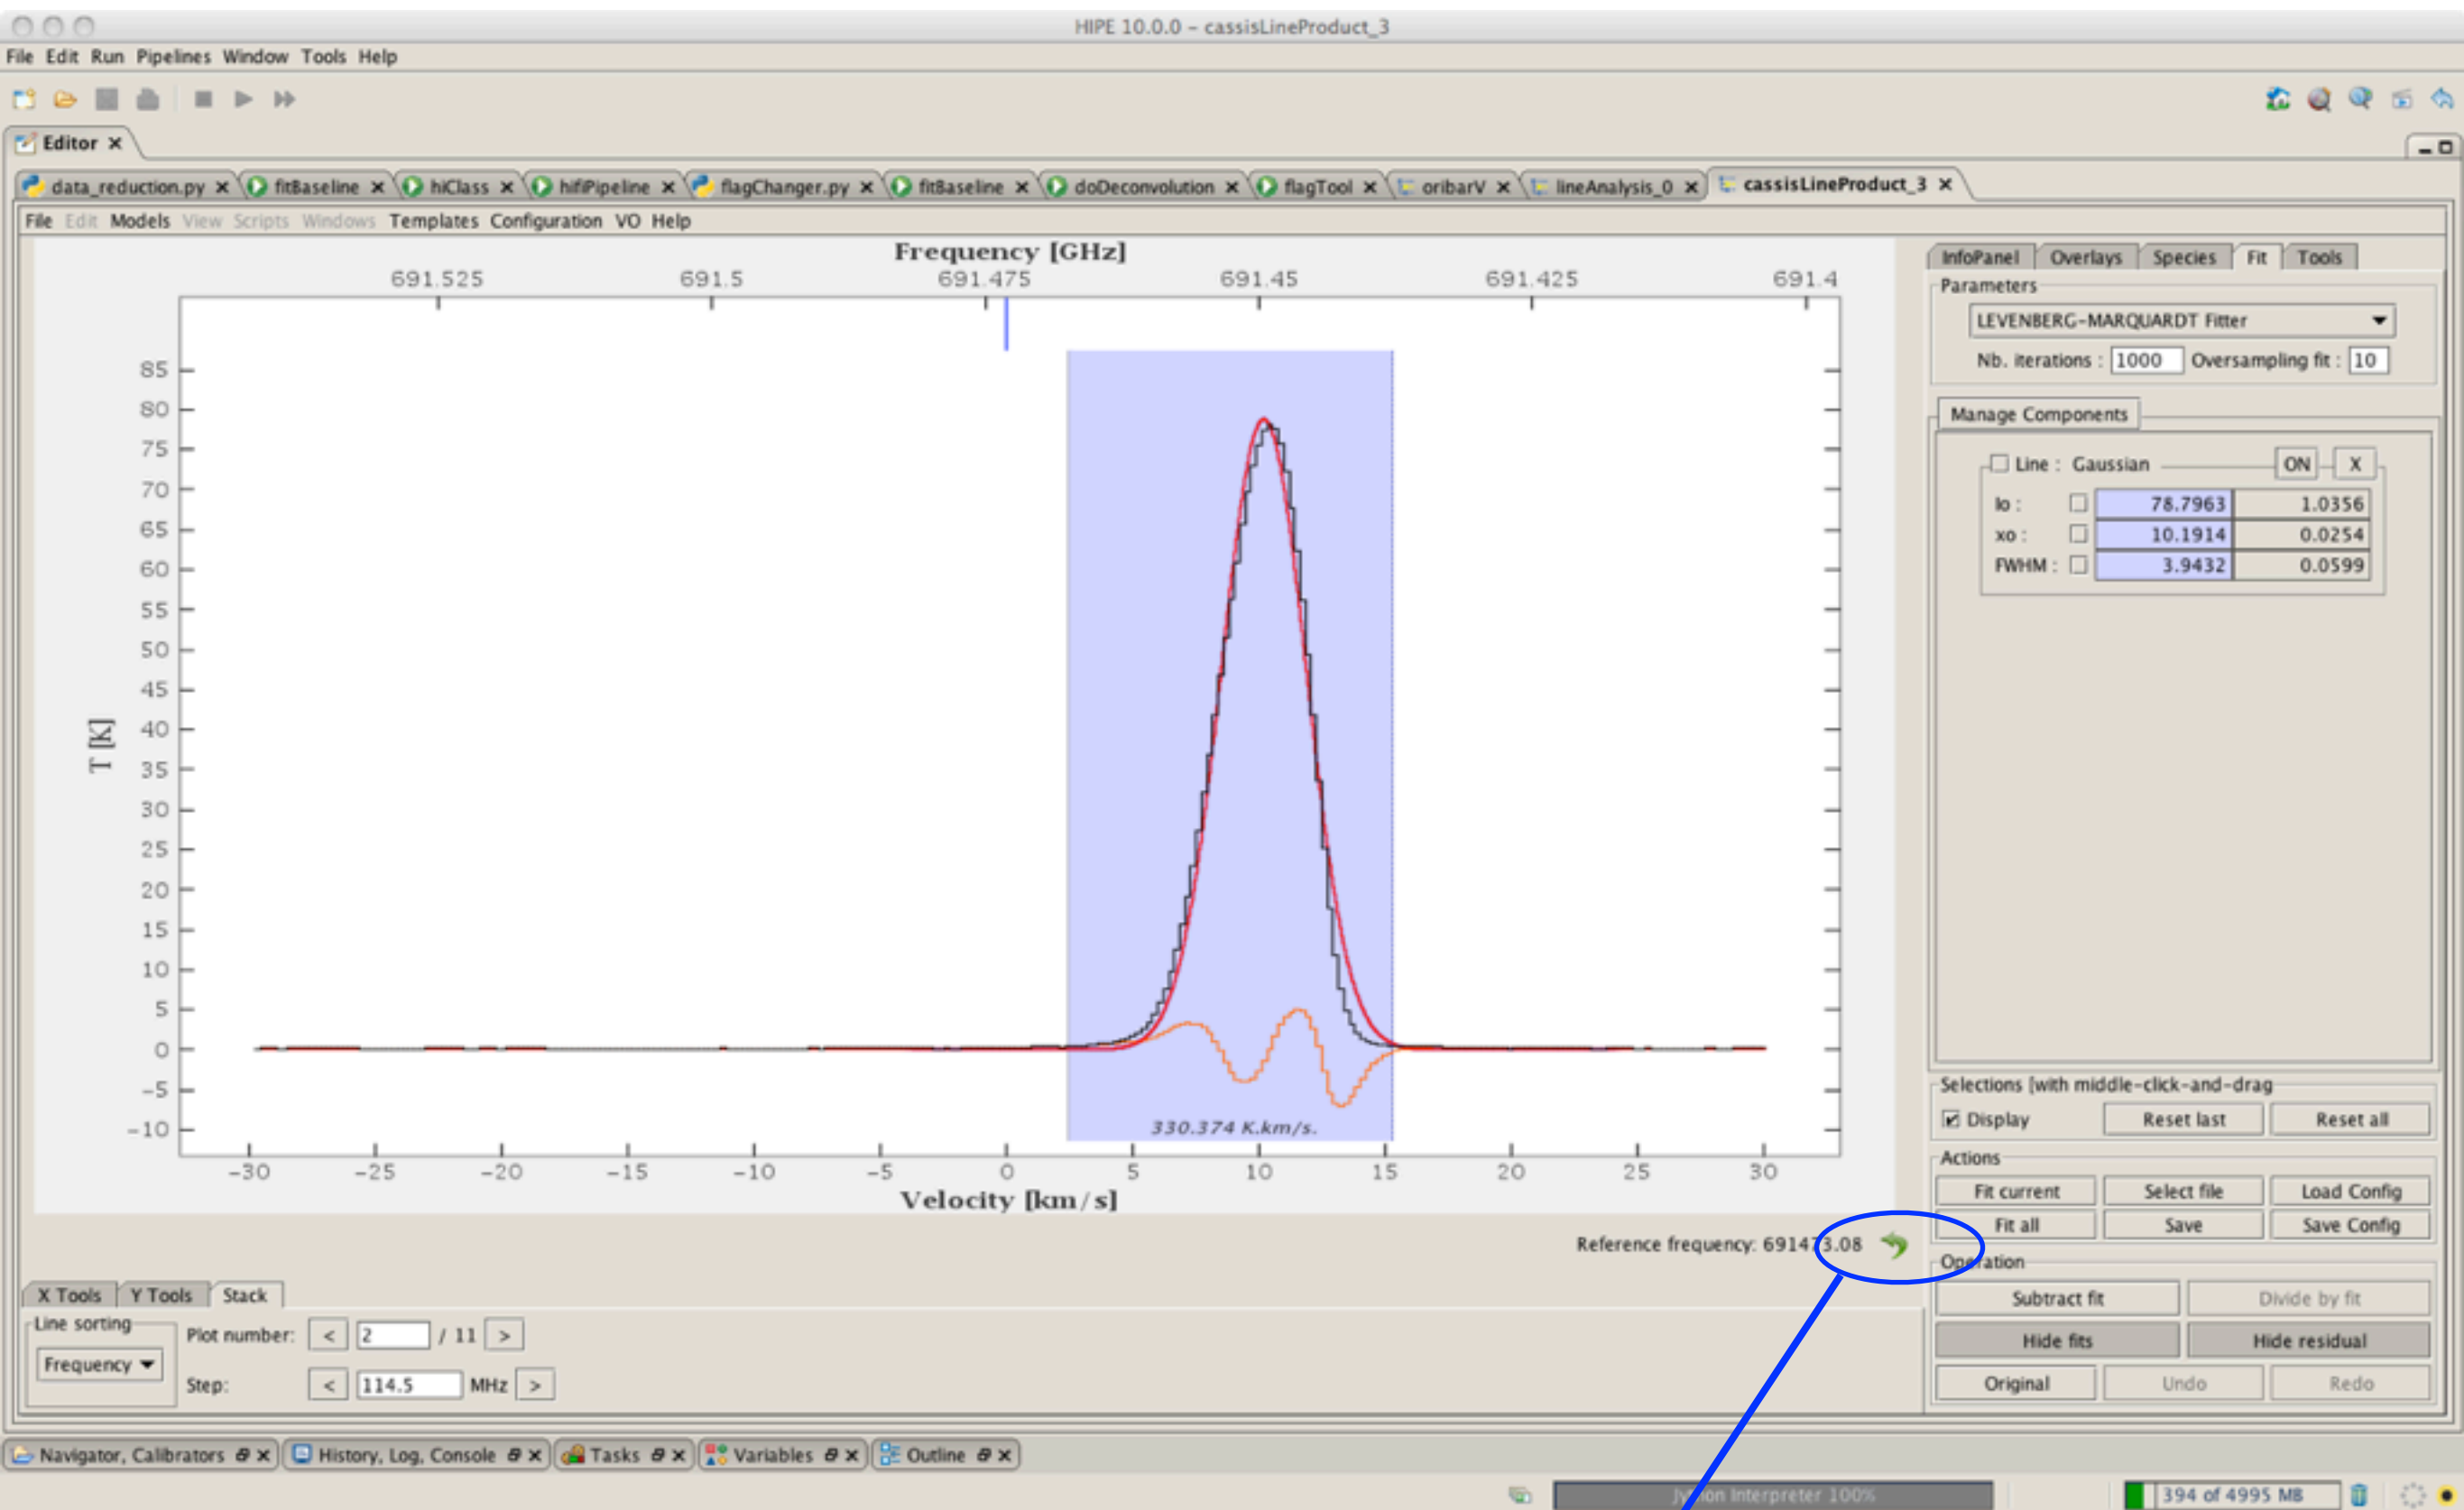 HIPE 10.0.0 – cassisLineProduct_3
File Edit Run Pipelines Window Tools Help
Editor
data_reduction.py fitBaseline hiClass hifiPipeline flagChanger.py fitBaseline doDeconvolution flagTool oribarV lineAnalysis_0 cassisLineProduct_3
File Edit Models View Scripts Windows Templates Configuration VO Help
Frequency [GHz]
691.525 691.5 691.475 691.45 691.425 691.4
85
80
75
70
65
60
55
50
45
40
35
30
25
20
15
10
5
0
−5
−10
T [K]
330.374 K.km/s.
−30 −25 −20 −15 −10 −5 0 5 10 15 20 25 30
Velocity [km/s]
Reference frequency: 691473.08
InfoPanel Overlays Species Fit Tools
Parameters
LEVENBERG-MARQUARDT Fitter
Nb. iterations : 1000 Oversampling fit : 10
Manage Components
Line : Gaussian ON X
Io : 78.7963 1.0356
xo : 10.1914 0.0254
FWHM : 3.9432 0.0599
Selections [with middle-click-and-drag
Display Reset last Reset all
Actions
Fit current Select file Load Config
Fit all Save Save Config
Operation
Subtract fit Divide by fit
Hide fits Hide residual
Original Undo Redo
X Tools Y Tools Stack
Line sorting
Frequency
Plot number: < 2 / 11 >
Step: < 114.5 MHz >
Navigator, Calibrators History, Log, Console Tasks Variables Outline
Jython Interpreter 100%
394 of 4995 MB